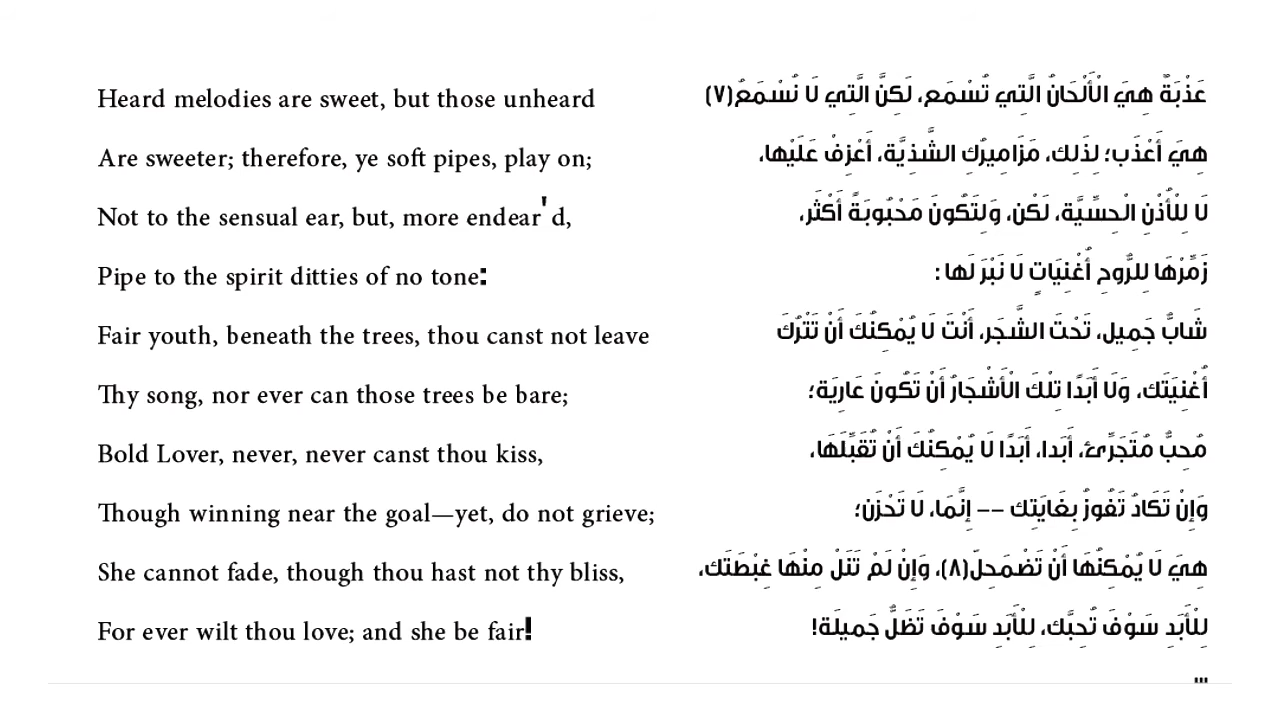 Heard melodies are sweet, but those unheard
Are sweeter; therefore, ye soft pipes, play on;
Not to the sensual ear, but, more endear'd,
Pipe to the spirit ditties of no tone:
Fair youth, beneath the trees, thou canst not leave
Thy song, nor ever can those trees be bare;
Bold Lover, never, never canst thou kiss,
Though winning near the goal—yet, do not grieve;
She cannot fade, though thou hast not thy bliss,
For ever wilt thou love; and she be fair!
عَذْبَةٌ هِيَ الْأَلْحَانُ الَّتِي تُسْمَع، لَكِنَّ الَّتِي لَا تُسْمَعُ(٧)
هِيَ أَعْذَب؛ لِذَلِك، مَزَامِيرُكِ الشَّذِيَّة، أَعْزِفْ عَلَيْها،
لَا لِلْأُذْنِ الْحِسِّيَّة، لَكْن، وَلِتَكُونَ مَحْبُوبَةً أَكْثَر،
زَمِّرْهَا لِلرُّوحِ أُغْنِيَاتٍ لَا نَبْرَ لَها :
شَابٌّ جَمِيل، تَحْتَ الشَّجَر، أَنْتَ لَا يُمْكِنُكَ أَنْ تَتْرُكَ
أُغْنِيَتَك، وَلَا أَبَدًا تِلْكَ الْأَشْجَارُ أَنْ تَكُونَ عَارِيَة؛
مُحِبٌّ مُتَجَرِّئ، أَبَدا، أَبَدًا لَا يُمْكِنُكَ أَنْ تُقَبِّلَهَا،
وَإِنْ تَكَادُ تَفُوزُ بِغَايَتِك -- إِنَّمَا، لَا تَحْزَن؛
هِيَ لَا يُمْكِنُهَا أَنْ تَضْمَحِلّ(٨)، وَإِنْ لَمْ تَنَلْ مِنْهَا غِبْطَتَك،
لِلْأَبَدِ سَوْفَ تُحِبَّك، لِلْأَبَدِ سَوْفَ تَظَلَّ جَمِيلَة!
...